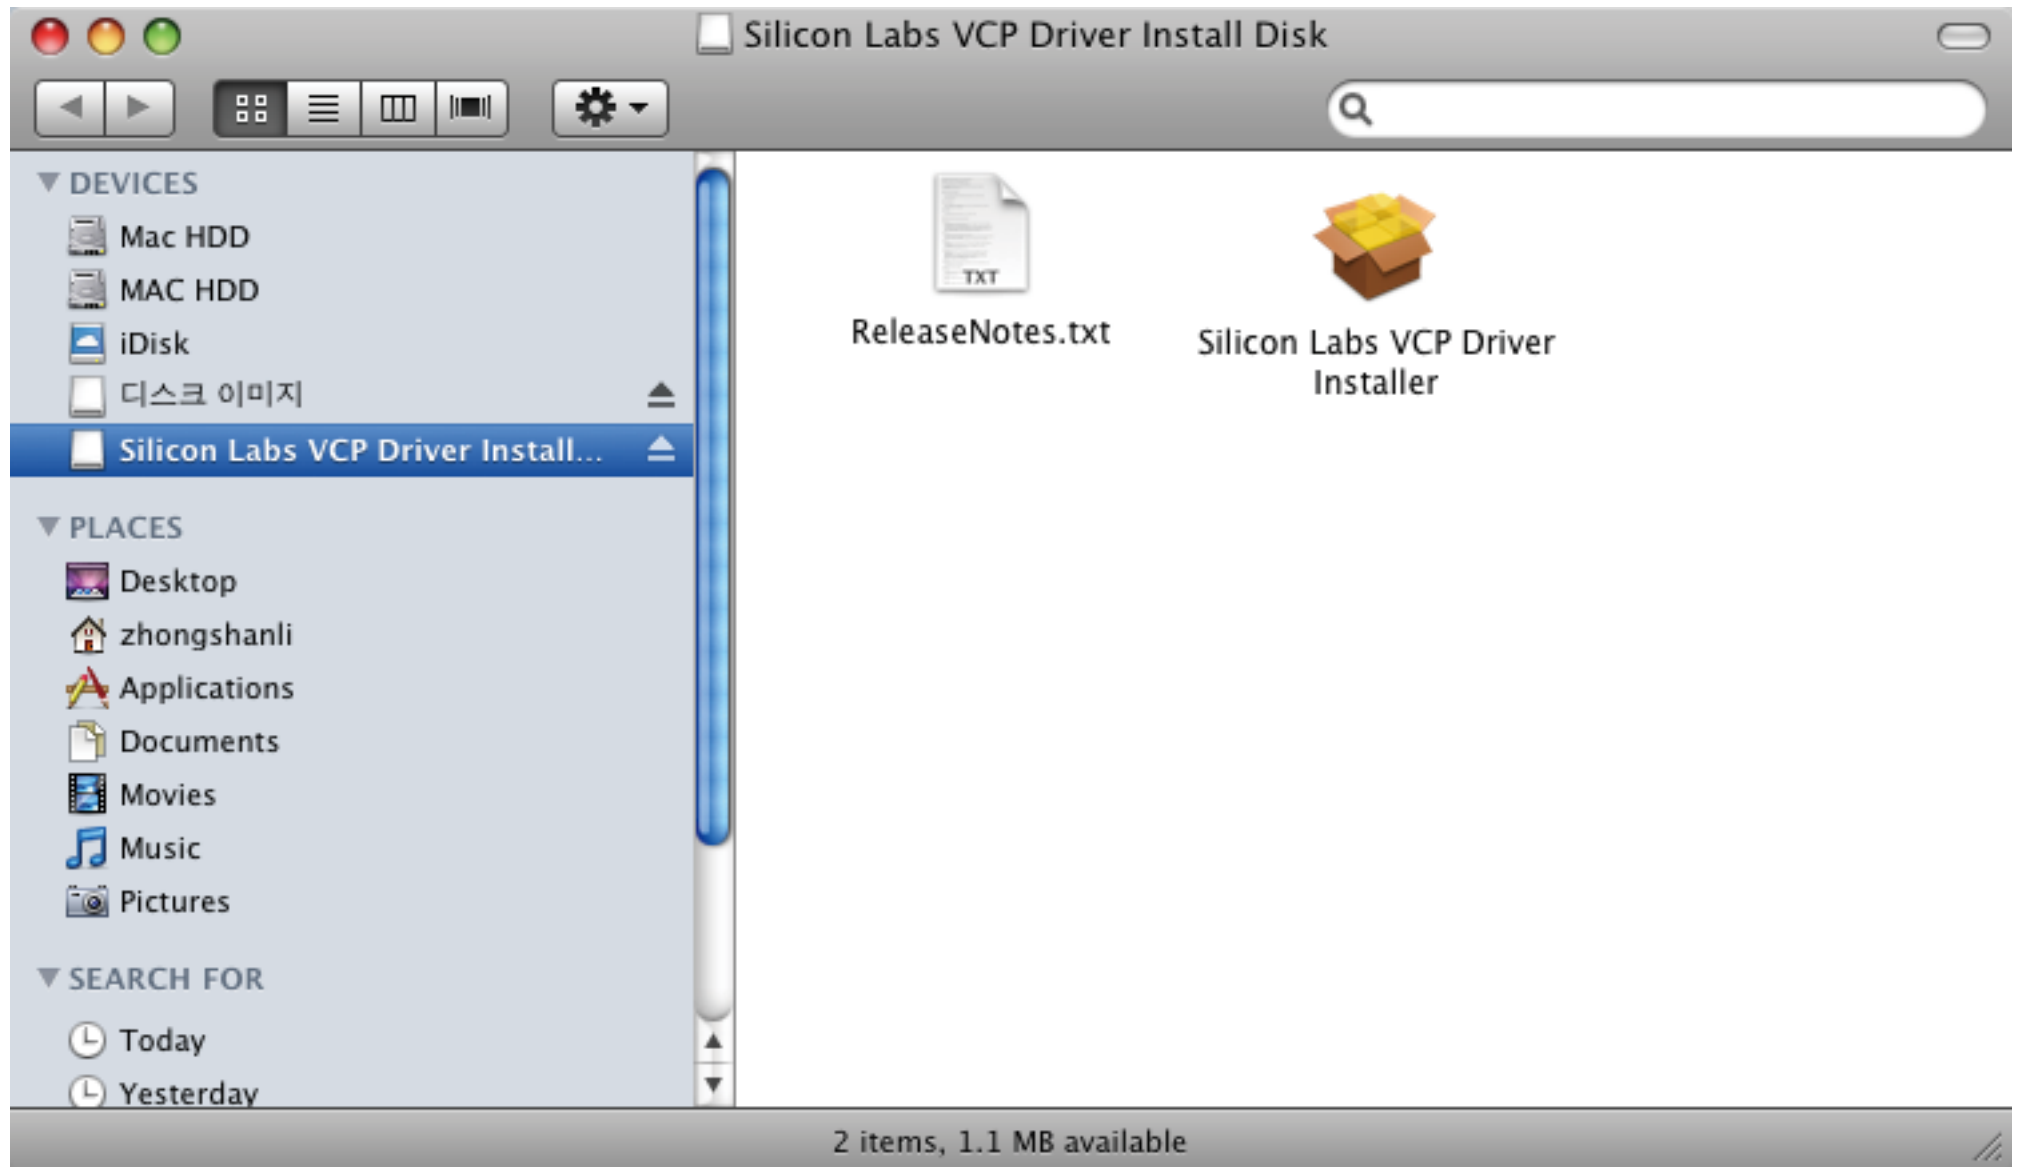 Silicon Labs VCP Driver Install Disk
DEVICES
Mac HDD
MAC HDD
iDisk
디스크 이미지
Silicon Labs VCP Driver Install...
PLACES
Desktop
zhongshanli
Applications
Documents
Movies
Music
Pictures
SEARCH FOR
Today
Yesterday
TXT
ReleaseNotes.txt
Silicon Labs VCP Driver
Installer
2 items, 1.1 MB available